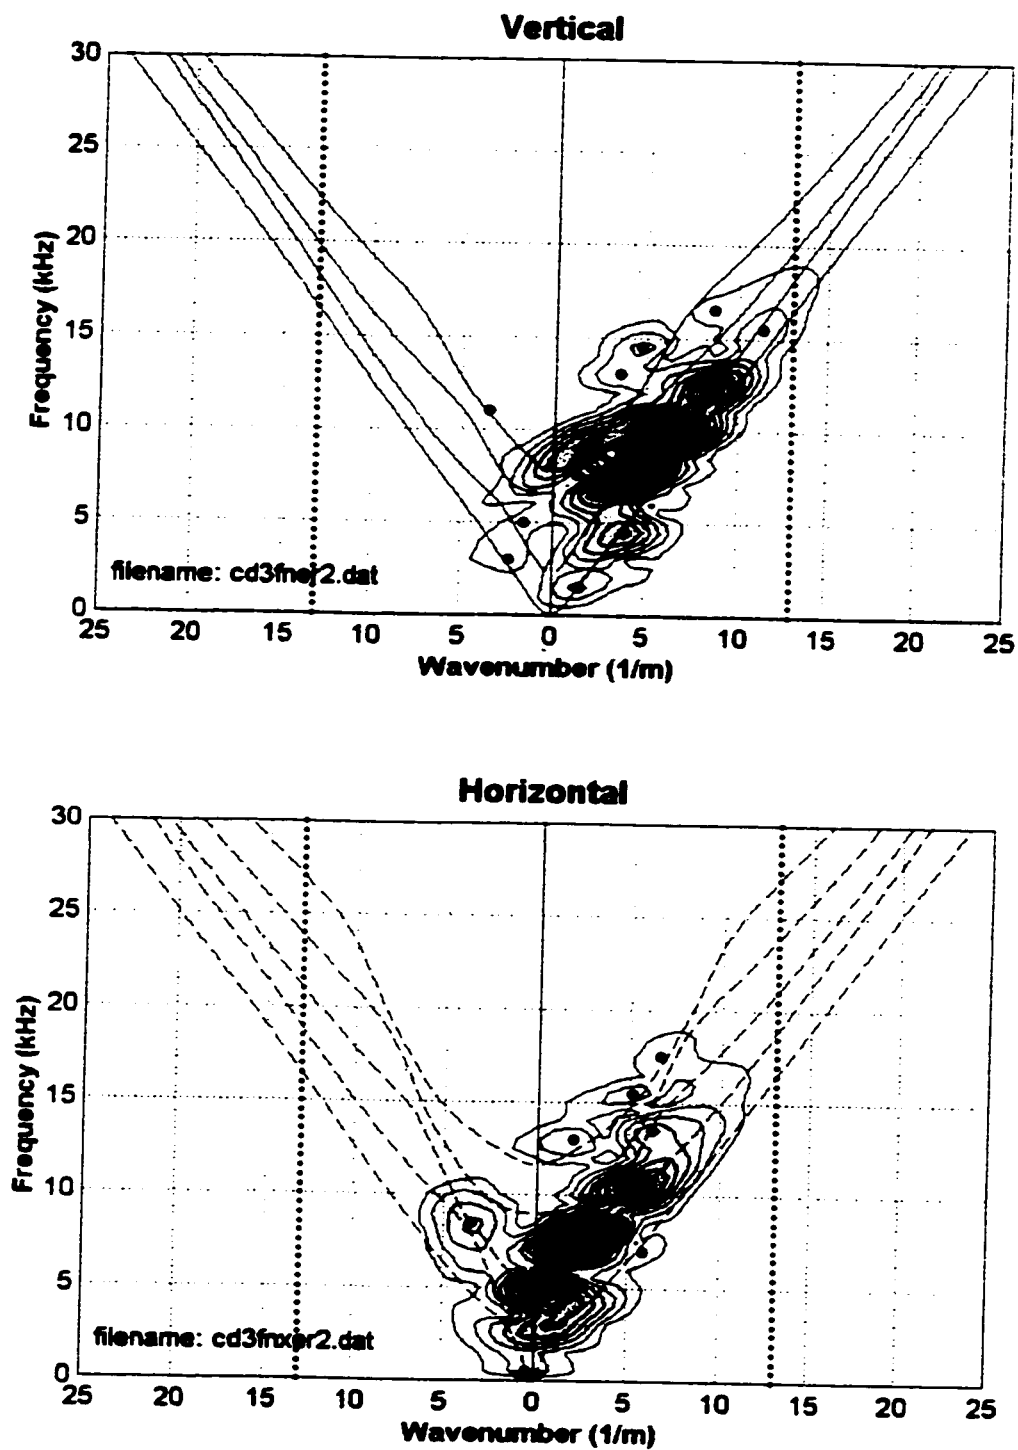 Vertical
30
25
20
15
10
5
0
Frequency (kHz)
filename: cd3fner2.dat
25 20 15 10 5 0 5 10 15 20 25
Wavenumber (1/m)
Horizontal
30
25
20
15
10
5
0
Frequency (kHz)
filename: cd3fnxer2.dat
25 20 15 10 5 0 5 10 15 20 25
Wavenumber (1/m)